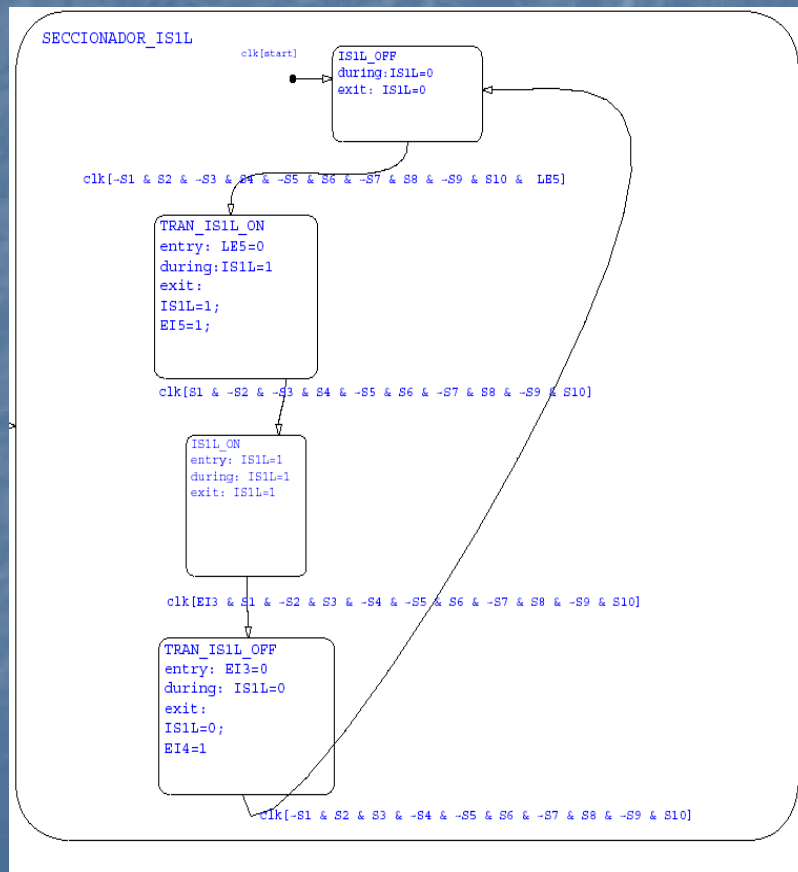 SECCIONADOR_IS1L
clk[start]
IS1L_OFF
during:IS1L=0
exit: IS1L=0
clk[~S1 & S2 & ~S3 & S4 & ~S5 & S6 & ~S7 & S8 & ~S9 & S10 & LE5]
TRAN_IS1L_ON
entry: LE5=0
during:IS1L=1
exit:
IS1L=1;
EI5=1;
clk[S1 & ~S2 & ~S3 & S4 & ~S5 & S6 & ~S7 & S8 & ~S9 & S10]
IS1L_ON
entry: IS1L=1
during: IS1L=1
exit: IS1L=1
clk[EI3 & S1 & ~S2 & S3 & ~S4 & ~S5 & S6 & ~S7 & S8 & ~S9 & S10]
TRAN_IS1L_OFF
entry: EI3=0
during: IS1L=0
exit:
IS1L=0;
EI4=1
clk[~S1 & S2 & S3 & ~S4 & ~S5 & S6 & ~S7 & S8 & ~S9 & S10]